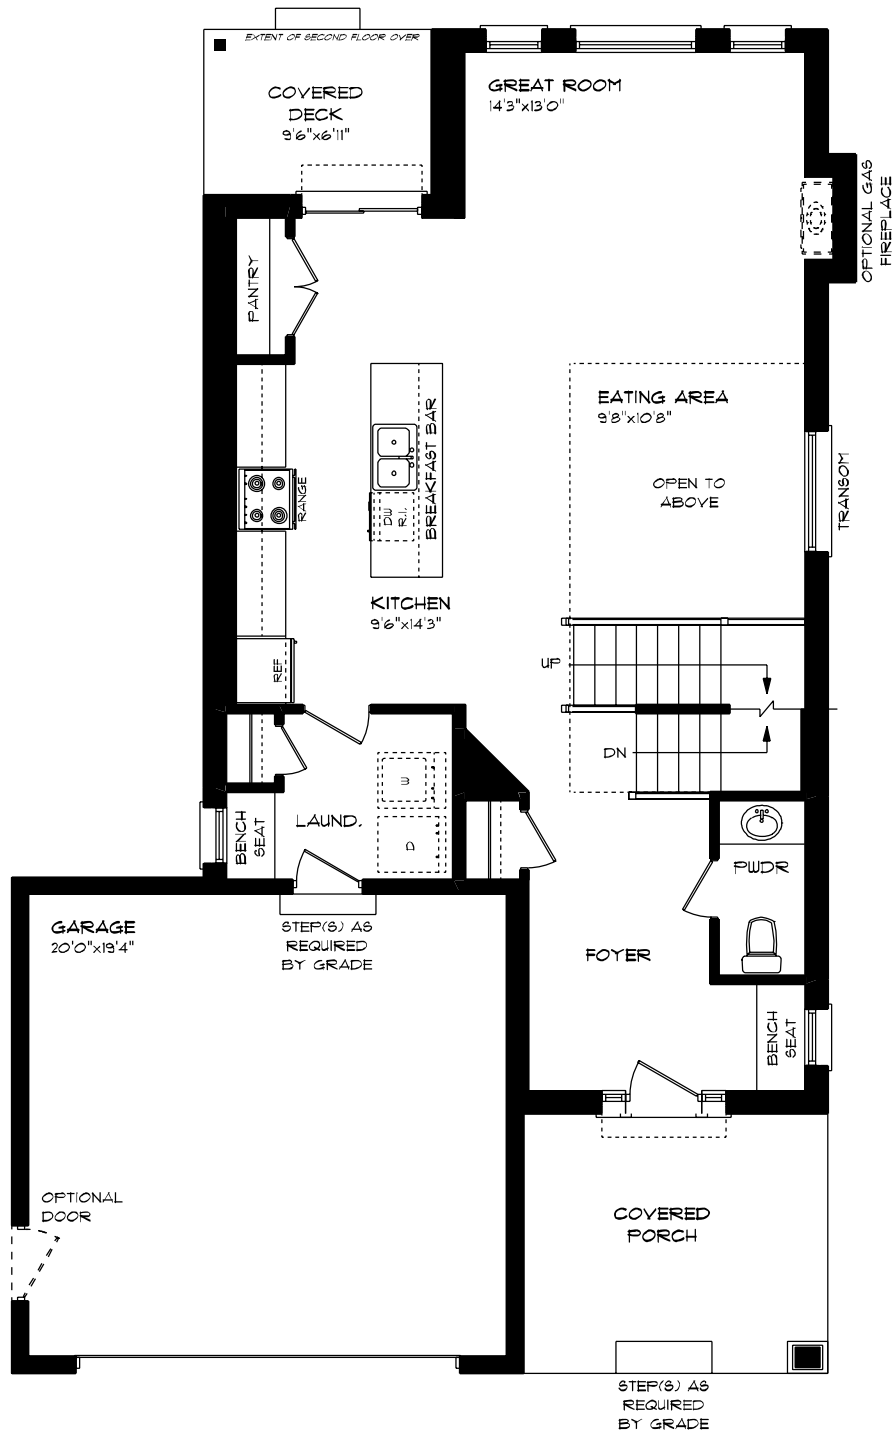 EXTENT OF SECOND FLOOR OVER
COVERED
DECK
9'6"x6'11"
GREAT ROOM
14'3"x13'0"
OPTIONAL GAS
FIREPLACE
PANTRY
EATING AREA
9'8"x10'8"
OPEN TO
ABOVE
TRANSOM
BREAKFAST BAR
RANGE
DW
R.I.
KITCHEN
9'6"x14'3"
REF
UP
DN
W
D
LAUND.
BENCH
SEAT
PWDR
GARAGE
20'0"x19'4"
STEP(S) AS
REQUIRED
BY GRADE
FOYER
BENCH
SEAT
OPTIONAL
DOOR
COVERED
PORCH
STEP(S) AS
REQUIRED
BY GRADE